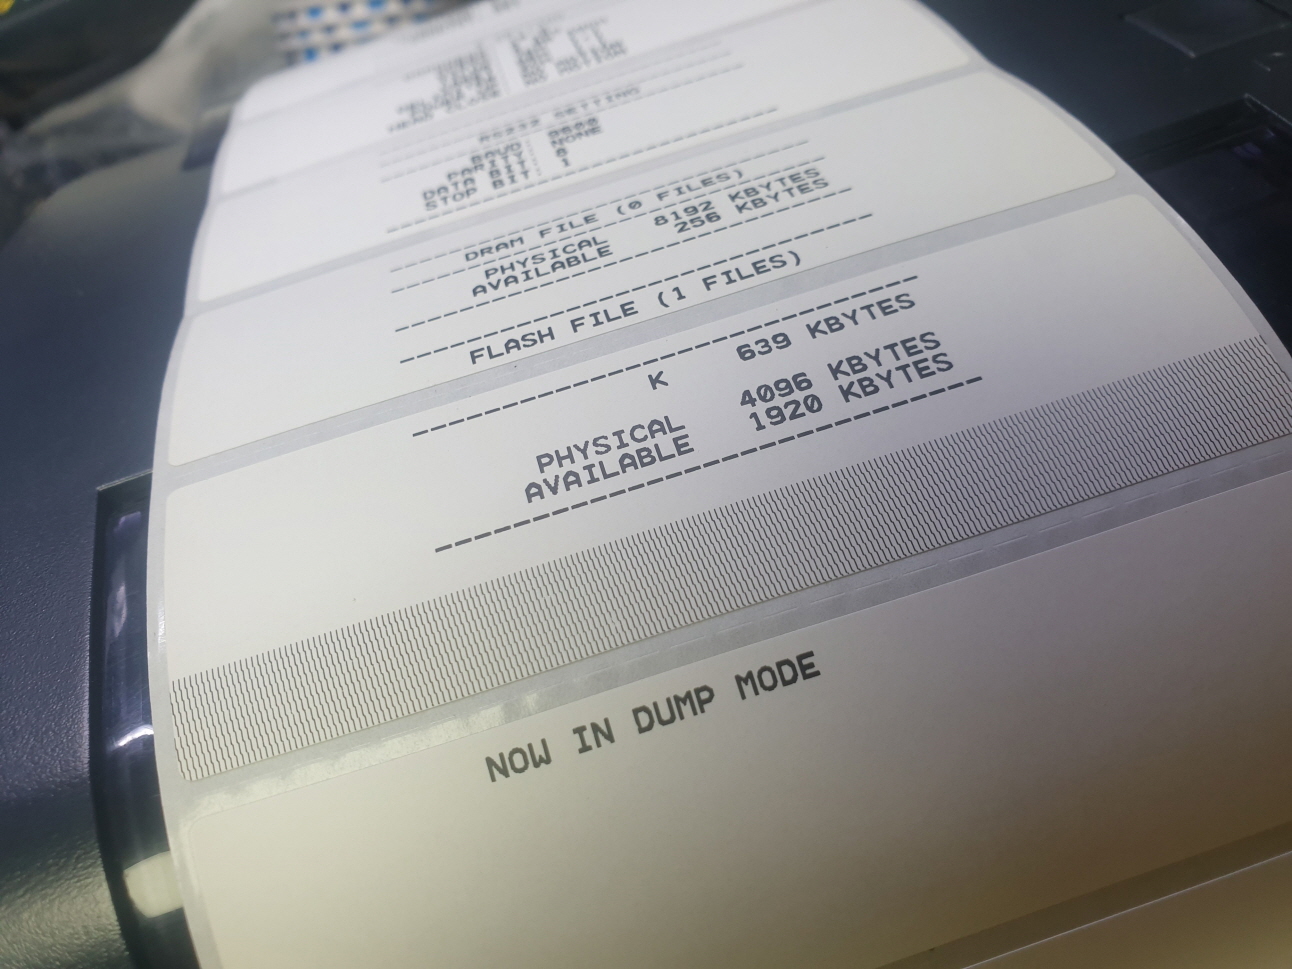 RS232 SETTING
BAUD: 9600
PARITY: NONE
DATA BIT: 8
STOP BIT: 1
DRAM FILE (0 FILES)
PHYSICAL 8192 KBYTES
AVAILABLE 256 KBYTES
FLASH FILE (1 FILES)
K 639 KBYTES
PHYSICAL 4096 KBYTES
AVAILABLE 1920 KBYTES
NOW IN DUMP MODE